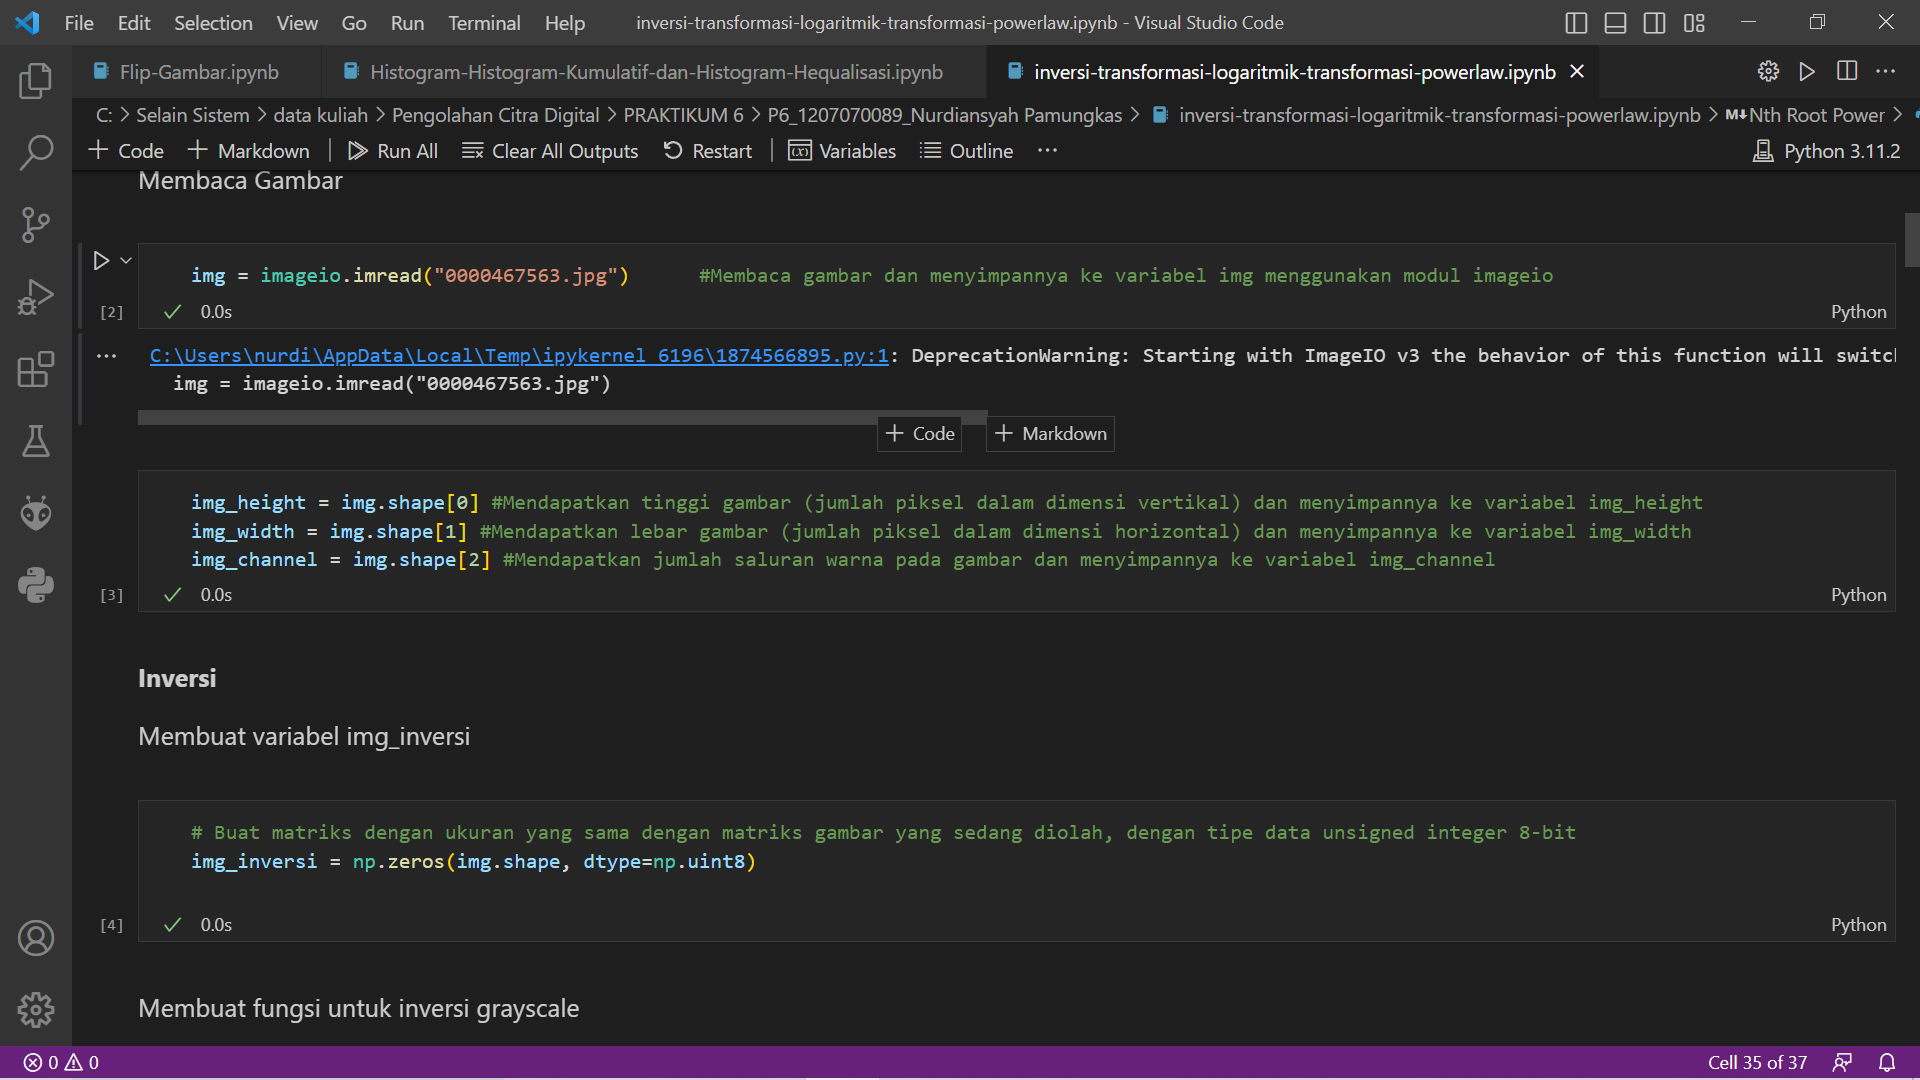 File Edit Selection View Go Run Terminal Help inversi-transformasi-logaritmik-transformasi-powerlaw.ipynb - Visual Studio Code
Flip-Gambar.ipynb Histogram-Histogram-Kumulatif-dan-Histogram-Hequalisasi.ipynb inversi-transformasi-logaritmik-transformasi-powerlaw.ipynb
C: > Selain Sistem > data kuliah > Pengolahan Citra Digital > PRAKTIKUM 6 > P6_1207070089_Nurdiansyah Pamungkas > inversi-transformasi-logaritmik-transformasi-powerlaw.ipynb > M Nth Root Power >
+ Code + Markdown Run All Clear All Outputs Restart (x) Variables Outline ... Python 3.11.2
Membaca Gambar
img = imageio.imread("0000467563.jpg") #Membaca gambar dan menyimpannya ke variabel img menggunakan modul imageio
[2] 0.0s Python
C:\Users\nurdi\AppData\Local\Temp\ipykernel_6196\1874566895.py:1: DeprecationWarning: Starting with ImageIO v3 the behavior of this function will switch
img = imageio.imread("0000467563.jpg")
+ Code + Markdown
img_height = img.shape[0] #Mendapatkan tinggi gambar (jumlah piksel dalam dimensi vertikal) dan menyimpannya ke variabel img_height
img_width = img.shape[1] #Mendapatkan lebar gambar (jumlah piksel dalam dimensi horizontal) dan menyimpannya ke variabel img_width
img_channel = img.shape[2] #Mendapatkan jumlah saluran warna pada gambar dan menyimpannya ke variabel img_channel
[3] 0.0s Python
Inversi
Membuat variabel img_inversi
# Buat matriks dengan ukuran yang sama dengan matriks gambar yang sedang diolah, dengan tipe data unsigned integer 8-bit
img_inversi = np.zeros(img.shape, dtype=np.uint8)
[4] 0.0s Python
Membuat fungsi untuk inversi grayscale
0 0 Cell 35 of 37